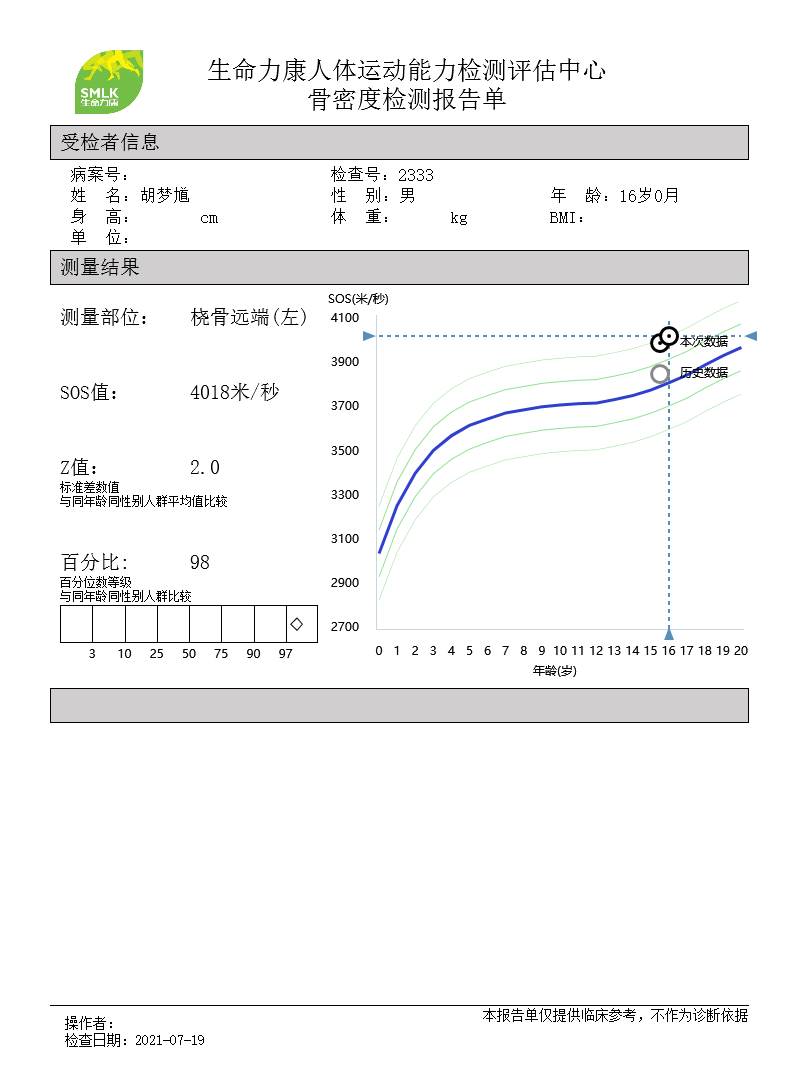 SMLK
生命力康
生命力康人体运动能力检测评估中心
骨密度检测报告单
受检者信息
病案号： 检查号：2333
姓 名：胡梦馗 性 别：男 年 龄：16岁0月
身 高： cm 体 重： kg BMI：
单 位：
测量结果
测量部位： 桡骨远端(左)
SOS值： 4018米/秒
Z值： 2.0
标准差数值
与同年龄同性别人群平均值比较
百分比： 98
百分位数等级
与同年龄同性别人群比较
3 10 25 50 75 90 97
SOS(米/秒)
4100
3900
3700
3500
3300
3100
2900
2700
本次数据
历史数据
0 1 2 3 4 5 6 7 8 9 10 11 12 13 14 15 16 17 18 19 20
年龄(岁)
本报告单仅提供临床参考，不作为诊断依据
操作者：
检查日期：2021-07-19